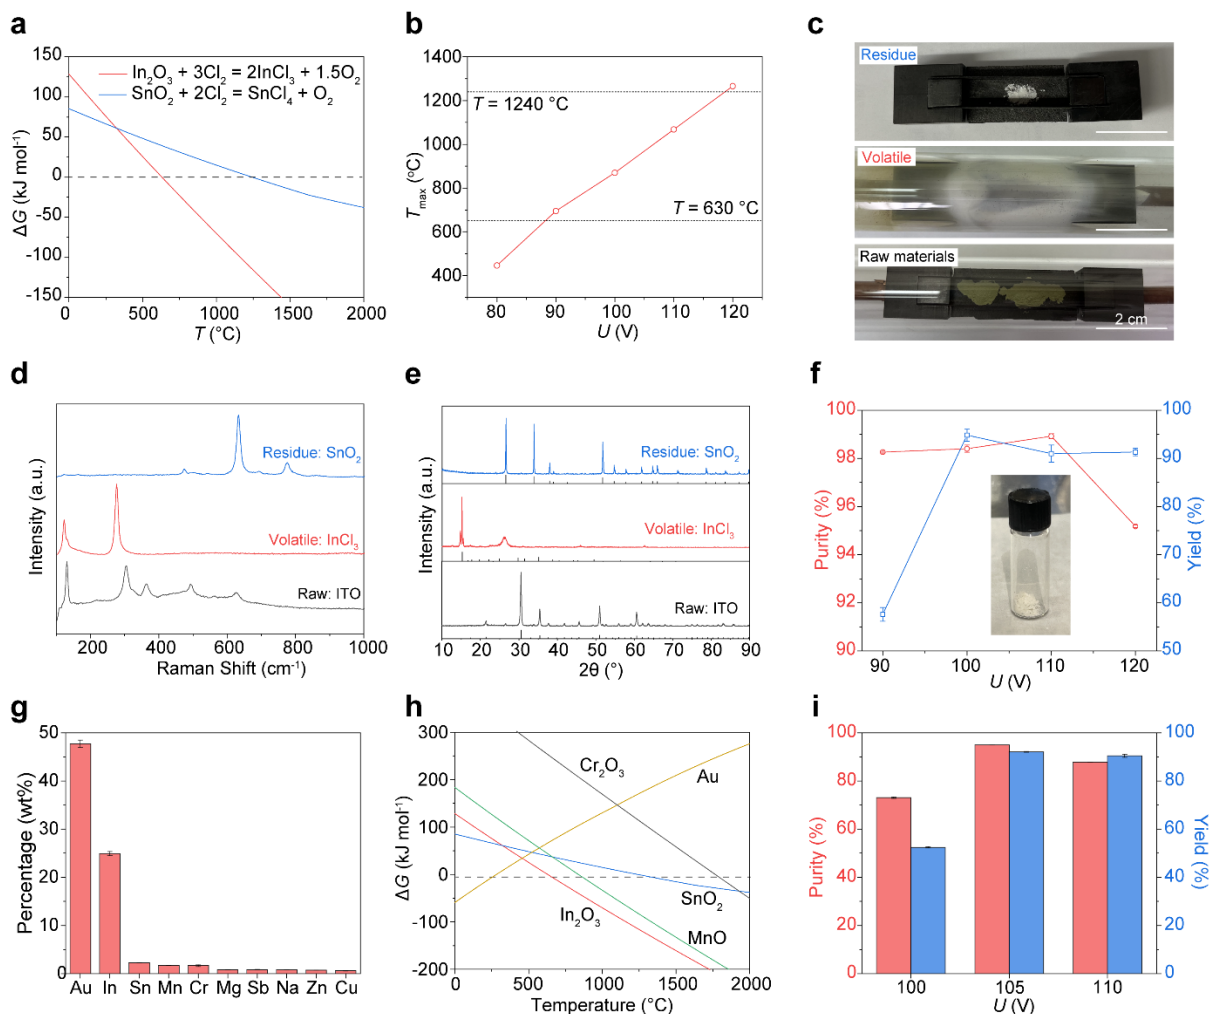 a
In₂O₃ + 3Cl₂ = 2InCl₃ + 1.5O₂
SnO₂ + 2Cl₂ = SnCl₄ + O₂
ΔG (kJ mol⁻¹)
150
100
50
0
-50
-100
-150
0
500
1000
1500
2000
T (°C)
b
Tmax (°C)
1400
1200
1000
800
600
400
T = 1240 °C
T = 630 °C
80
90
100
110
120
U (V)
c
Residue
Volatile
Raw materials
2 cm
d
Intensity (a.u.)
Residue: SnO₂
Volatile: InCl₃
Raw: ITO
200
400
600
800
1000
Raman Shift (cm⁻¹)
e
Intensity (a.u.)
Residue: SnO₂
Volatile: InCl₃
Raw: ITO
10
20
30
40
50
60
70
80
90
2θ (°)
f
Purity (%)
100
98
96
94
92
90
Yield (%)
100
90
80
70
60
50
90
100
110
120
U (V)
g
Percentage (wt%)
50
40
30
20
10
0
Au
In
Sn
Mn
Cr
Mg
Sb
Na
Zn
Cu
h
ΔG (kJ mol⁻¹)
300
200
100
0
-100
-200
Cr₂O₃
Au
SnO₂
In₂O₃
MnO
0
500
1000
1500
2000
Temperature (°C)
i
Purity (%)
100
80
60
40
20
0
Yield (%)
100
80
60
40
20
0
100
105
110
U (V)